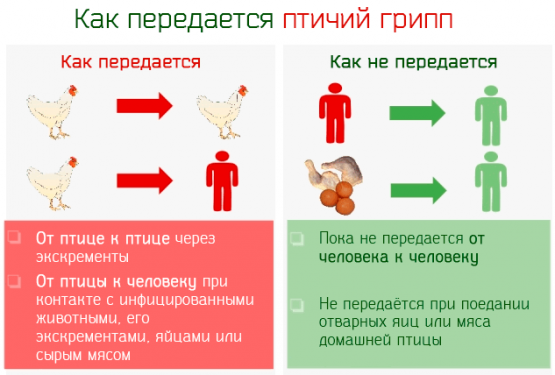 Как передается птичий грипп
Как передается
От птице к птице через
экскременты
От птицы к человеку при
контакте с инфицированными
животными, его
экскрементами, яйцами или
сырым мясом
Как не передается
Пока не передается от
человека к человеку
Не передаётся при поедании
отварных яиц или мяса
домашней птицы